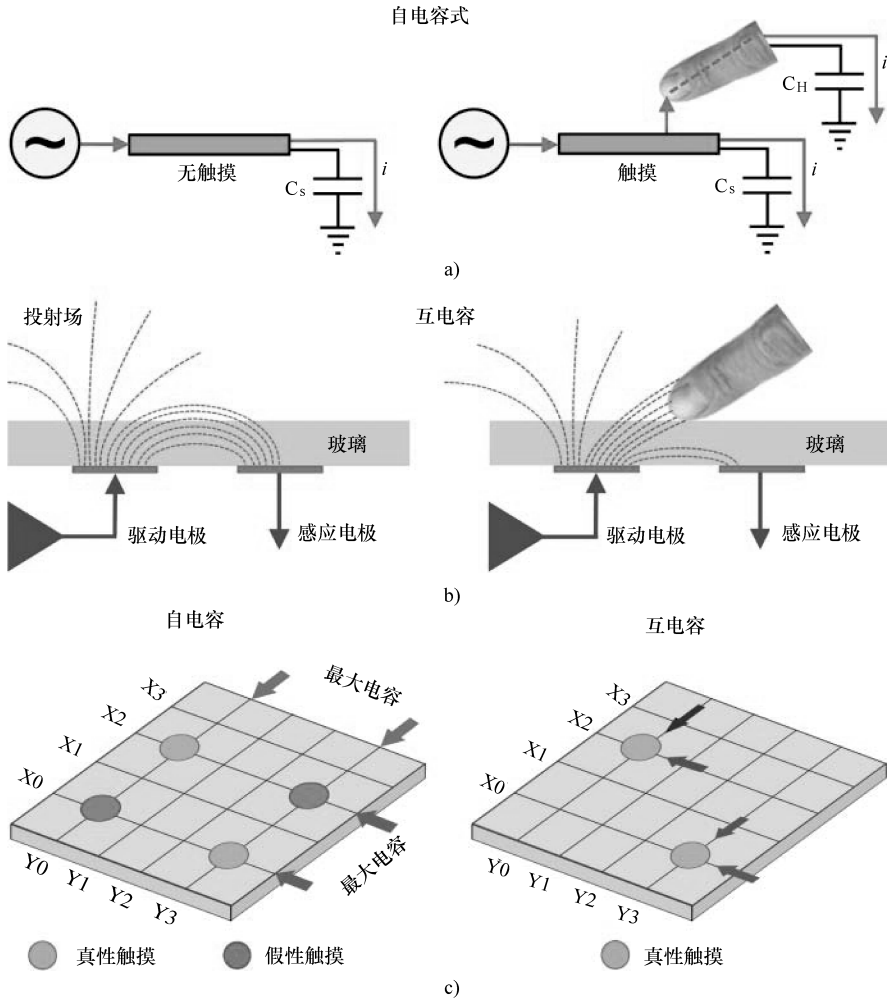 自电容式
无触摸
Cs
i
触摸
Cs
i
CH
i
a)
投射场
玻璃
驱动电极
感应电极
互电容
玻璃
驱动电极
感应电极
b)
自电容
X3
X2
X1
X0
Y0
Y1
Y2
Y3
最大电容
最大电容
真性触摸
假性触摸
互电容
X3
X2
X1
X0
Y0
Y1
Y2
Y3
真性触摸
c)